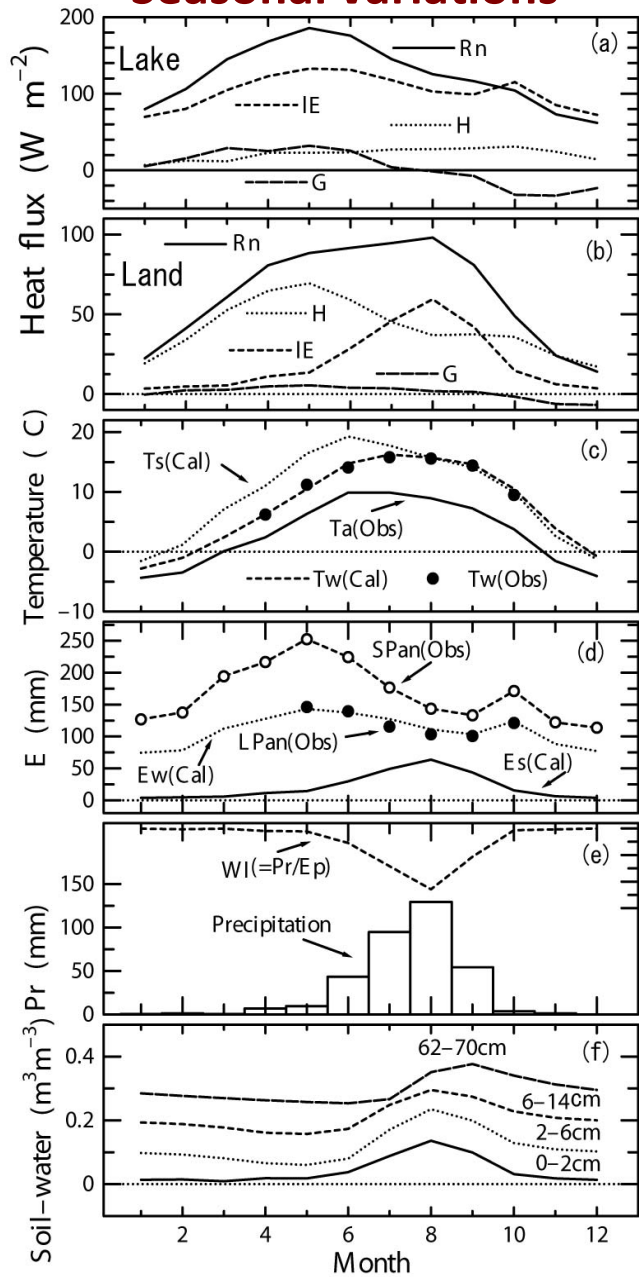 Seasonal Variations
200
(a)
Lake
Rn
100
lE
H
0
G
Heat flux (W m−2)
100
(b)
Rn
Land
50
H
lE
G
0
20
(c)
Ts(Cal)
10
Ta(Obs)
0
Tw(Cal)
Tw(Obs)
−10
Temperature ( C)
250
(d)
SPan(Obs)
200
150
100
LPan(Obs)
Ew(Cal)
Es(Cal)
50
0
E (mm)
(e)
WI(=Pr/Ep)
150
Precipitation
100
50
0
Pr (mm)
62−70cm
(f)
0.4
6−14cm
0.2
2−6cm
0−2cm
0
Soil−water (m3m−3)
2 4 6 8 10 12
Month